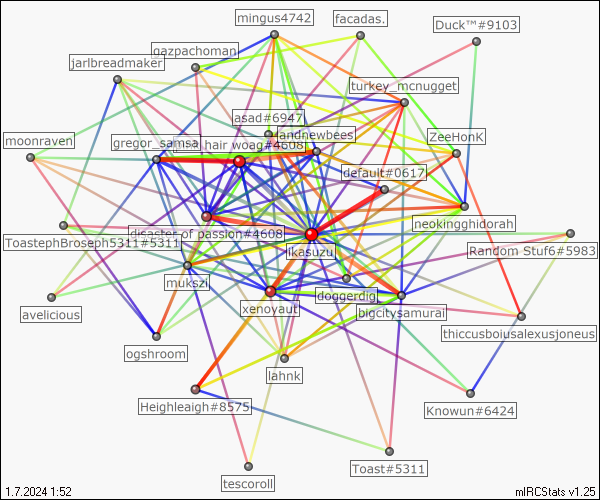 mingus4742
facadas.
Duck™#9103
gazpachoman
jarlbreadmaker
turkey_mcnugget
asad#6947
landnewbees
ZeeHonK
moonraven
gregor_samsa
hair woag#4608
default#0617
neokingghidorah
disaster of passion#4608
ToastephBroseph5311#5311
ikasuzu
Random Stuf6#5983
mukszi
doggerdig
xenoyaut
bigcitysamurai
avelicious
thiccusboiusalexusjoneus
ogshroom
lahnk
Heighleaigh#8575
Knowun#6424
Toast#5311
tescoroll
1.7.2024 1:52
mIRCStats v1.25